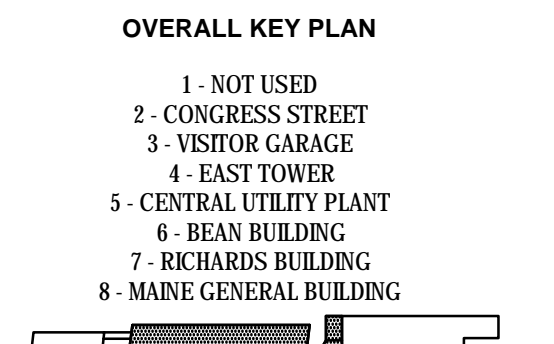 OVERALL KEY PLAN
1 - NOT USED
2 - CONGRESS STREET
3 - VISITOR GARAGE
4 - EAST TOWER
5 - CENTRAL UTILITY PLANT
6 - BEAN BUILDING
7 - RICHARDS BUILDING
8 - MAINE GENERAL BUILDING